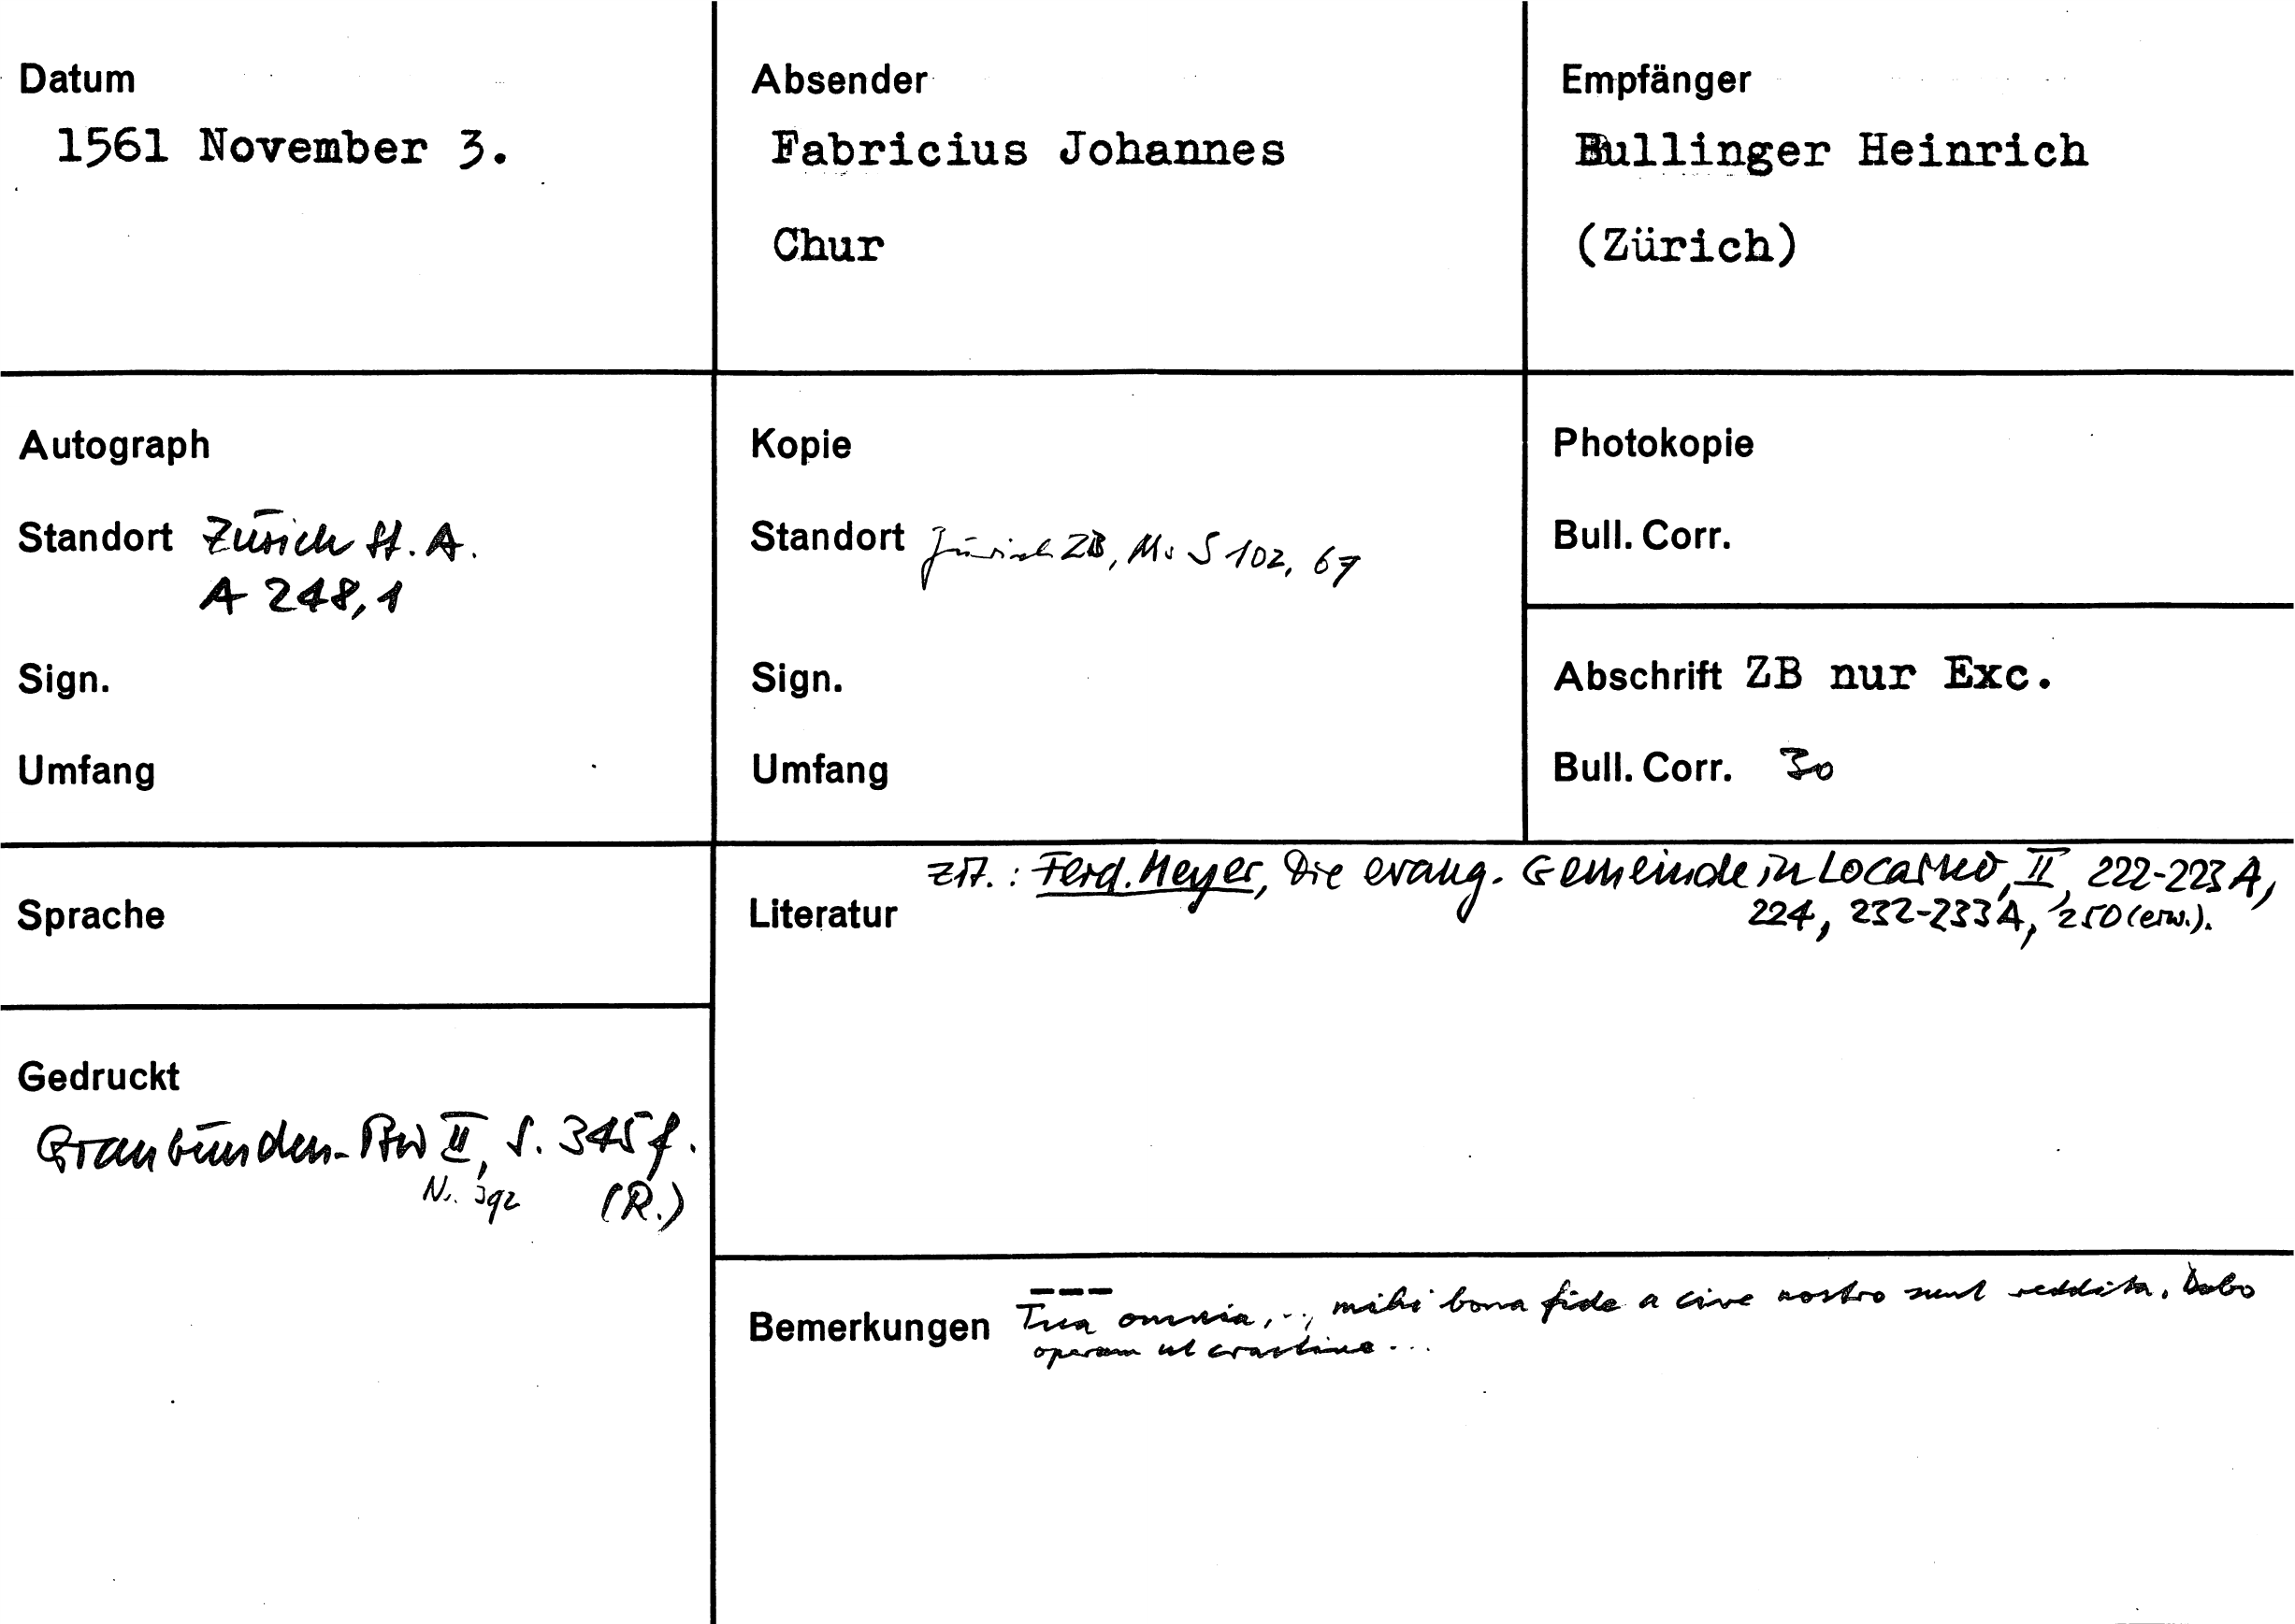 Datum
1561 November 3.
Absender
Fabricius Johannes
Chur
Empfänger
Bullinger Heinrich
(Zürich)
Autograph
Standort Zürich St. A.
A 248,1
Sign.
Umfang
Kopie
Standort Zürich ZB, Ms S 102, 67
Sign.
Umfang
Photokopie
Bull. Corr.
Abschrift ZB nur Exc.
Bull. Corr. 30
Sprache
Literatur
zit.: Ferd. Meyer, Die evang. Gemeinde in Locarno, II, 222-223 A,
224, 232-233 A, 250 (erw.).
Gedruckt
Graubünden-BW II, S. 345 f.
Nr. 392 (R.)
Bemerkungen
Tua omnia, .., mihi bona fide a cive nostro sunt reddita. Dabo
operam ut crastino ...